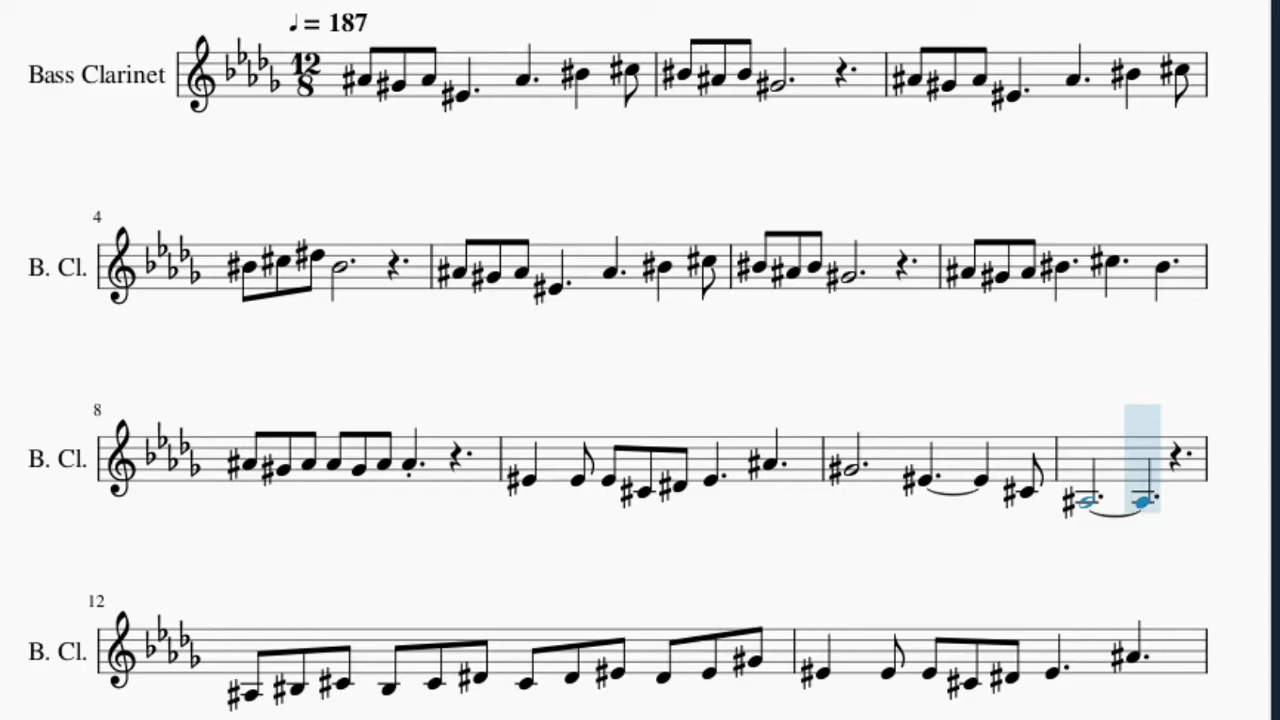 ♩= 187
Bass Clarinet
12
8
4
B. Cl.
8
B. Cl.
12
B. Cl.